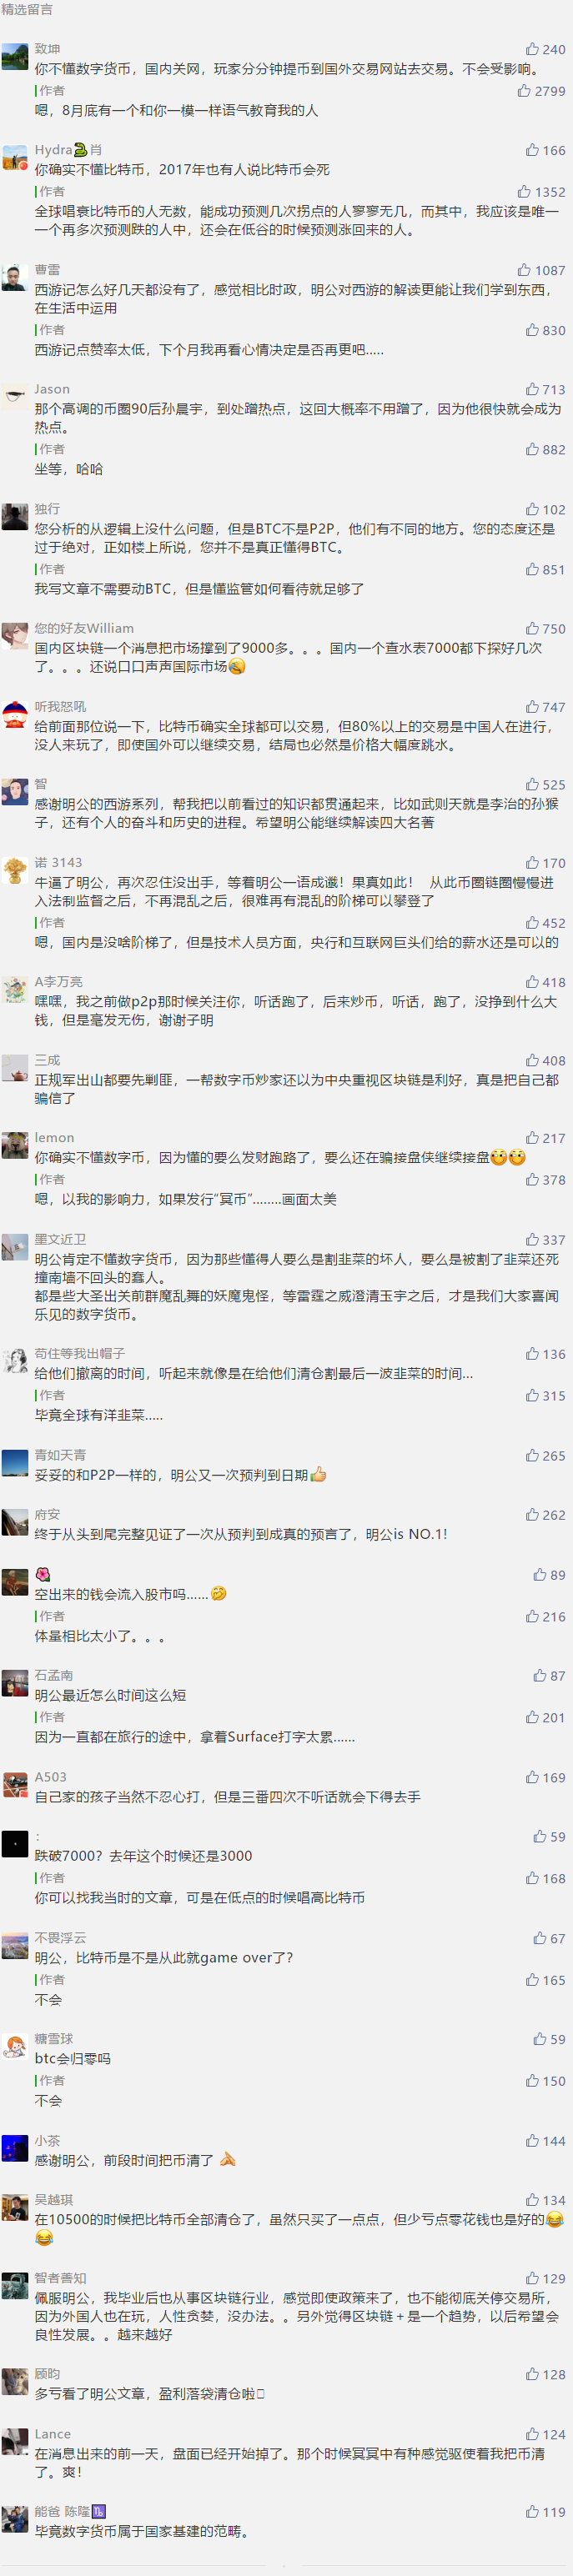 精选留言
致坤
240
你不懂数字货币，国内关网，玩家分分钟提币到国外交易网站去交易。不会受影响。
作者
2799
嗯，8月底有一个和你一模一样语气教育我的人
Hydra🐍肖
166
你确实不懂比特币，2017年也有人说比特币会死
作者
1352
全球唱衰比特币的人无数，能成功预测几次拐点的人寥寥无几，而其中，我应该是唯一
一个再多次预测跌的人中，还会在低谷的时候预测涨回来的人。
曹雷
1087
西游记怎么好几天都没有了，感觉相比时政，明公对西游的解读更能让我们学到东西，
在生活中运用
作者
830
西游记点赞率太低，下个月我再看心情决定是否再更吧.....
Jason
713
那个高调的币圈90后孙晨宇，到处蹭热点，这回大概率不用蹭了，因为他很快就会成为
热点。
作者
882
坐等，哈哈
独行
102
您分析的从逻辑上没什么问题，但是BTC不是P2P，他们有不同的地方。您的态度还是
过于绝对，正如楼上所说，您并不是真正懂得BTC。
作者
851
我写文章不需要动BTC，但是懂监管如何看待就足够了
您的好友William
750
国内区块链一个消息把市场撑到了9000多。。。国内一个查水表7000都下探好几次
了。。。还说口口声声国际市场😂
听我怒吼
747
给前面那位说一下，比特币确实全球都可以交易，但80%以上的交易是中国人在进行，
没人来玩了，即使国外可以继续交易，结局也必然是价格大幅度跳水。
智
525
感谢明公的西游系列，帮我把以前看过的知识都贯通起来，比如武则天就是李治的孙猴
子，还有个人的奋斗和历史的进程。希望明公能继续解读四大名著
诺 3143
170
牛逼了明公，再次忍住没出手，等着明公一语成谶！果真如此！ 从此币圈链圈慢慢进
入法制监督之后，不再混乱之后，很难再有混乱的阶梯可以攀登了
作者
452
嗯，国内是没啥阶梯了，但是技术人员方面，央行和互联网巨头们给的薪水还是可以的
A李万亮
418
嘿嘿，我之前做p2p那时候关注你，听话跑了，后来炒币，听话，跑了，没挣到什么大
钱，但是毫发无伤，谢谢子明
三成
408
正规军出山都要先剿匪，一帮数字币炒家还以为中央重视区块链是利好，真是把自己都
骗信了
lemon
217
你确实不懂数字币，因为懂的要么发财跑路了，要么还在骗接盘侠继续接盘🤭🤭
作者
378
嗯，以我的影响力，如果发行“冥币”........画面太美
墨文近卫
337
明公肯定不懂数字货币，因为那些懂得人要么是割韭菜的坏人，要么是被割了韭菜还死
撞南墙不回头的蠢人。
都是些大圣出关前群魔乱舞的妖魔鬼怪，等雷霆之威澄清玉宇之后，才是我们大家喜闻
乐见的数字货币。
苟住等我出帽子
136
给他们撤离的时间，听起来就像是在给他们清仓割最后一波韭菜的时间...
作者
315
毕竟全球有洋韭菜.....
青如天青
265
妥妥的和P2P一样的，明公又一次预判到日期👍
府安
262
终于从头到尾完整见证了一次从预判到成真的预言了，明公is NO.1!
🌺
89
空出来的钱会流入股市吗......🤣
作者
216
体量相比太小了。。。
石孟南
87
明公最近怎么时间这么短
作者
201
因为一直都在旅行的途中，拿着Surface打字太累......
A503
169
自己家的孩子当然不忍心打，但是三番四次不听话就会下得去手
：
59
跌破7000？去年这个时候还是3000
作者
168
你可以找我当时的文章，可是在低点的时候唱高比特币
不畏浮云
67
明公，比特币是不是从此就game over了？
作者
165
不会
糖雪球
59
btc会归零吗
作者
150
不会
小茶
144
感谢明公，前段时间把币清了 🙏
吴越琪
134
在10500的时候把比特币全部清仓了，虽然只买了一点点，但少亏点零花钱也是好的😂
😂
智者善知
129
佩服明公，我毕业后也从事区块链行业，感觉即使政策来了，也不能彻底关停交易所，
因为外国人也在玩，人性贪婪，没办法。。另外觉得区块链＋是一个趋势，以后希望会
良性发展。。越来越好
顾昀
128
多亏看了明公文章，盈利落袋清仓啦
Lance
124
在消息出来的前一天，盘面已经开始掉了。那个时候冥冥中有种感觉驱使着我把币清
了。爽！
能爸 陈隆♑
119
毕竟数字货币属于国家基建的范畴。